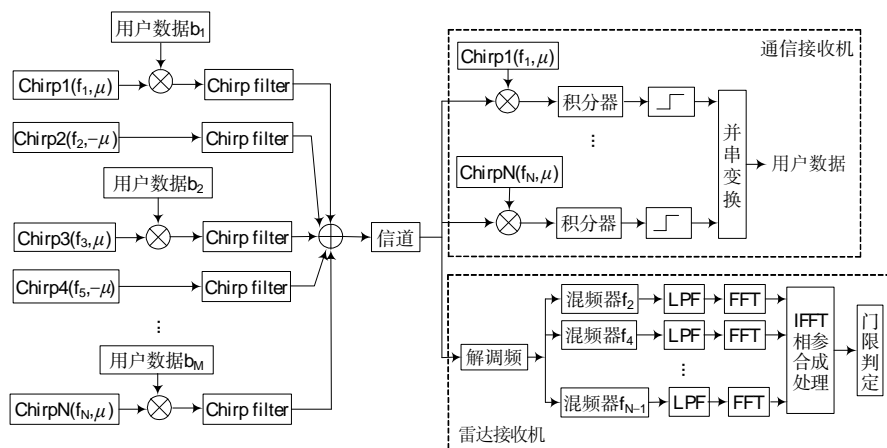 用户数据b₁
Chirp1(f₁,μ)
Chirp filter
Chirp2(f₂,−μ)
Chirp filter
用户数据b₂
Chirp3(f₃,μ)
Chirp filter
Chirp4(f₅,−μ)
Chirp filter
...
用户数据b_M
ChirpN(f_N,μ)
Chirp filter
信道
通信接收机
Chirp1(f₁,μ)
积分器
...
ChirpN(f_N,μ)
积分器
并串变换
用户数据
解调频
混频器f₂
LPF
FFT
混频器f₄
LPF
FFT
...
混频器f_N−1
LPF
FFT
IFFT
相参
合成
处理
门限判定
雷达接收机